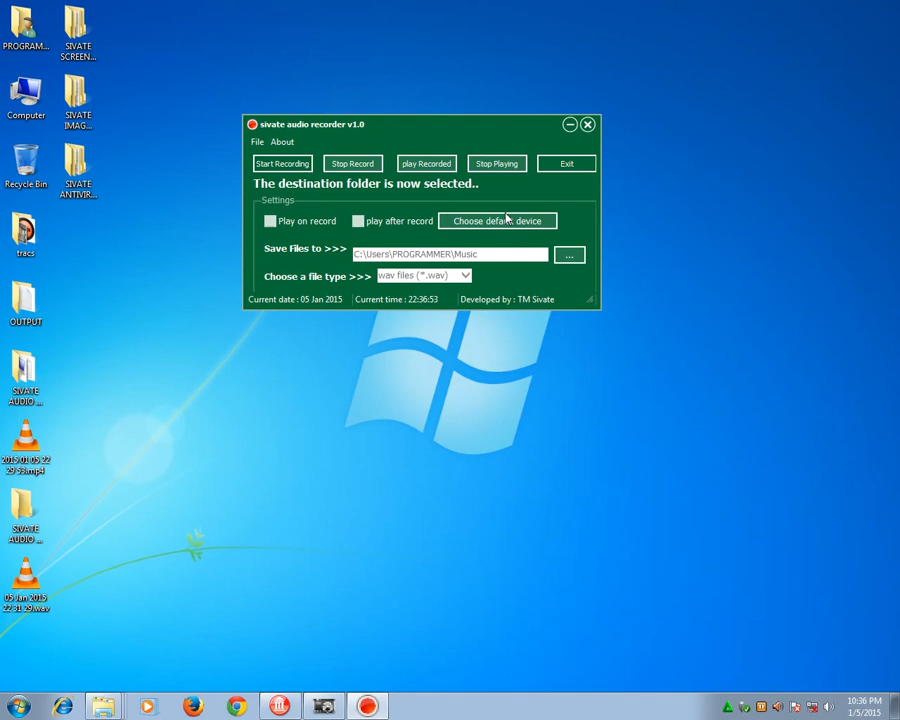 PROGRAM...
SIVATE
SCREEN...
Computer
SIVATE
IMAG...
Recycle Bin
SIVATE
ANTIVIR...
tracs
OUTPUT
SIVATE
AUDIO ...
2015 01 05 22
29 53.mp4
SIVATE
AUDIO ...
05 Jan 2015
22 31 29.wav
sivate audio recorder v1.0
File About
Start Recording Stop Record play Recorded Stop Playing Exit
The destination folder is now selected..
Settings
Play on record play after record Choose default device
Save Files to >>> C:\Users\PROGRAMMER\Music ...
Choose a file type >>> wav files (*.wav)
Current date : 05 Jan 2015 Current time : 22:36:53 Developed by : TM Sivate
10:36 PM
1/5/2015